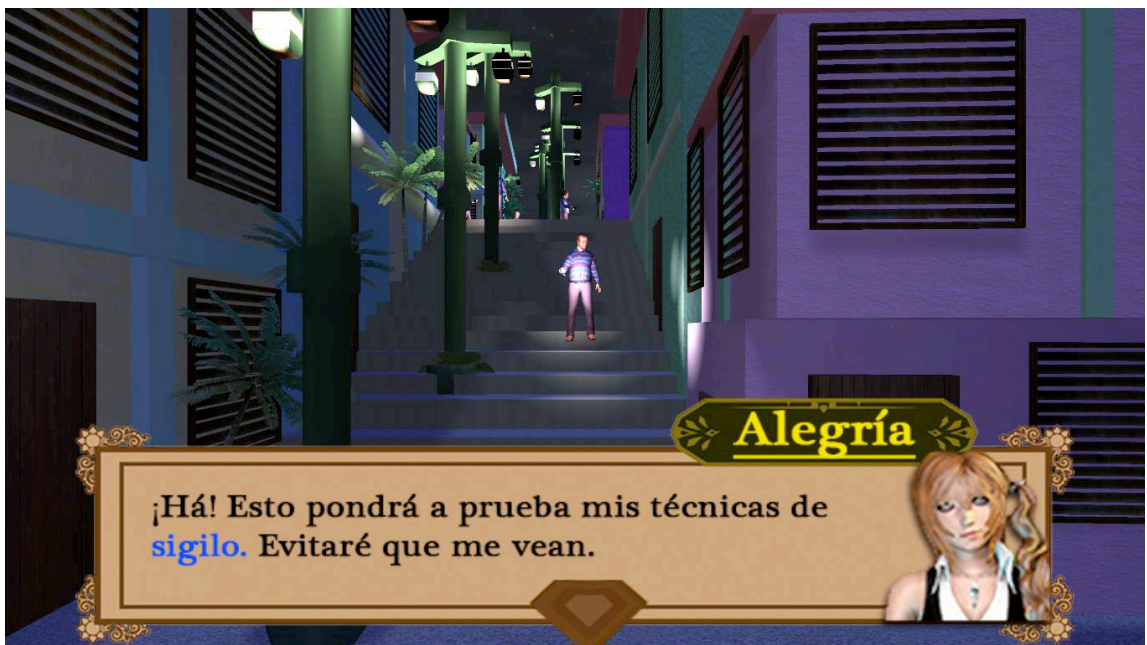 Alegría
¡Há! Esto pondrá a prueba mis técnicas de
sigilo. Evitaré que me vean.